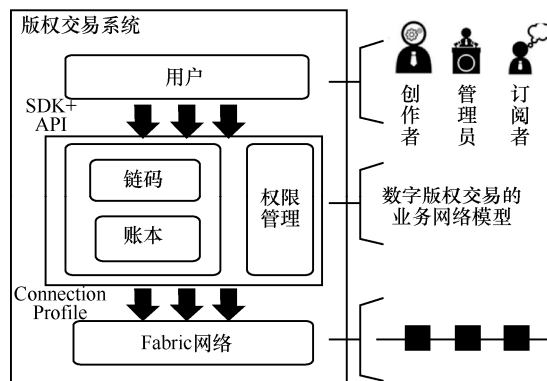 版权交易系统
用户
SDK+
API
链码
账本
权限
管理
Connection
Profile
Fabric网络
创作者
管理员
订阅者
数字版权交易的
业务网络模型